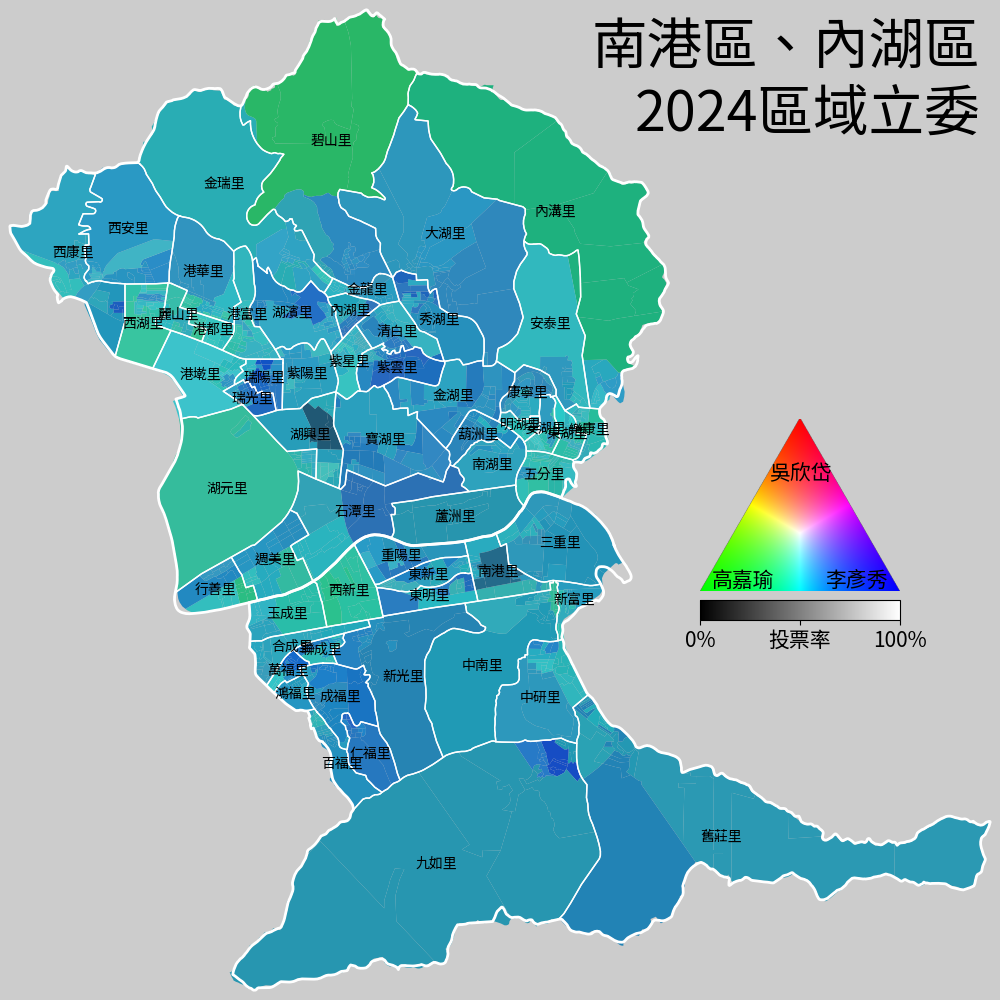 南港區、內湖區
2024區域立委
碧山里
金瑞里
內溝里
西安里
大湖里
西康里
港華里
金龍里
港富里
湖濱里
內湖里
麗山里
西湖里
港都里
清白里
秀湖里
安泰里
紫星里
港墘里
瑞陽里
紫陽里
紫雲里
瑞光里
金湖里
康寧里
明湖里
安湖里
東湖里
樂康里
湖興里
寶湖里
葫洲里
南湖里
五分里
湖元里
石潭里
蘆洲里
三重里
週美里
重陽里
東新里
南港里
行善里
西新里
東明里
新富里
玉成里
合成里
聯成里
萬福里
新光里
中南里
鴻福里
成福里
中研里
仁福里
百福里
舊莊里
九如里
吳欣岱
高嘉瑜
李彥秀
0%
投票率
100%